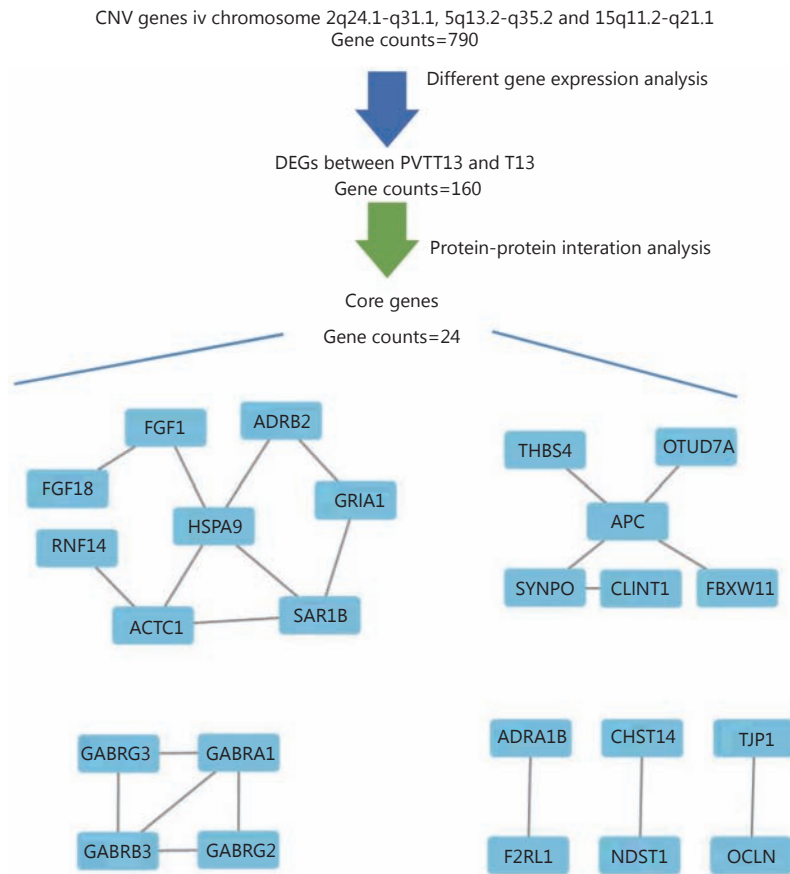 CNV genes iv chromosome 2q24.1-q31.1, 5q13.2-q35.2 and 15q11.2-q21.1
Gene counts=790
Different gene expression analysis
DEGs between PVTT13 and T13
Gene counts=160
Protein-protein interation analysis
Core genes
Gene counts=24
FGF1
ADRB2
FGF18
GRIA1
HSPA9
RNF14
ACTC1
SAR1B
THBS4
OTUD7A
APC
SYNPO
CLINT1
FBXW11
GABRG3
GABRA1
GABRB3
GABRG2
ADRA1B
CHST14
TJP1
F2RL1
NDST1
OCLN